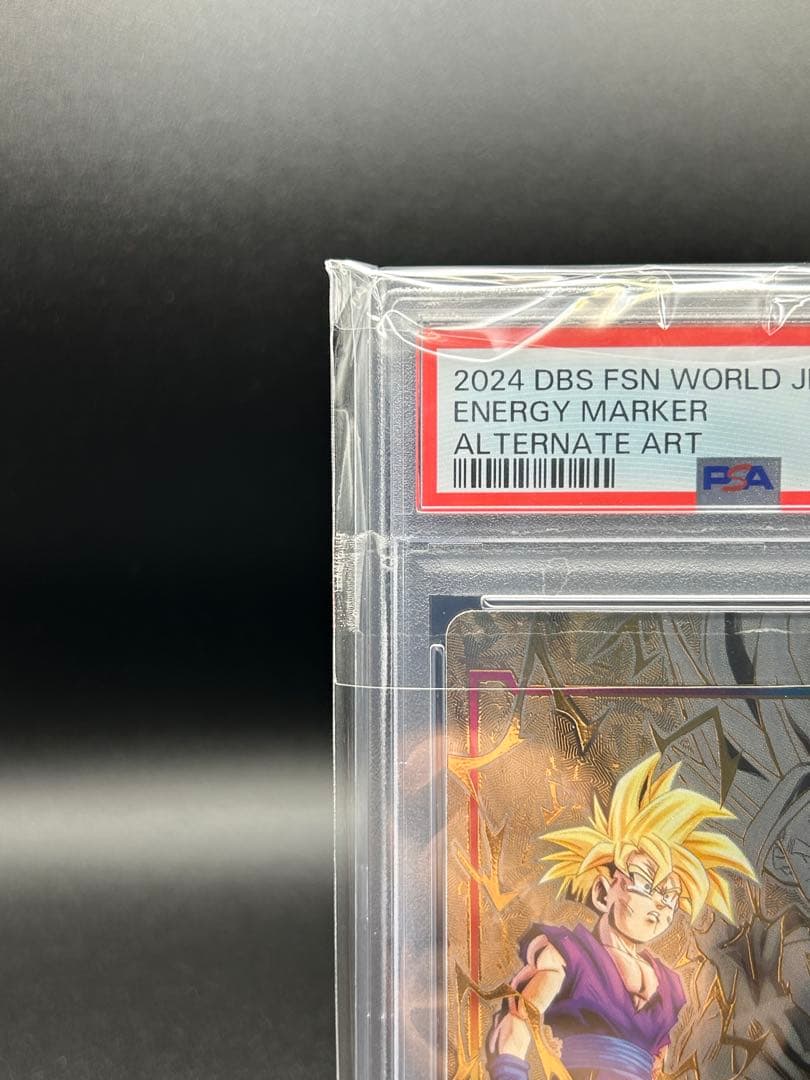 2024 DBS FSN WORLD
ENERGY MARKER
ALTERNATE ART
PSA